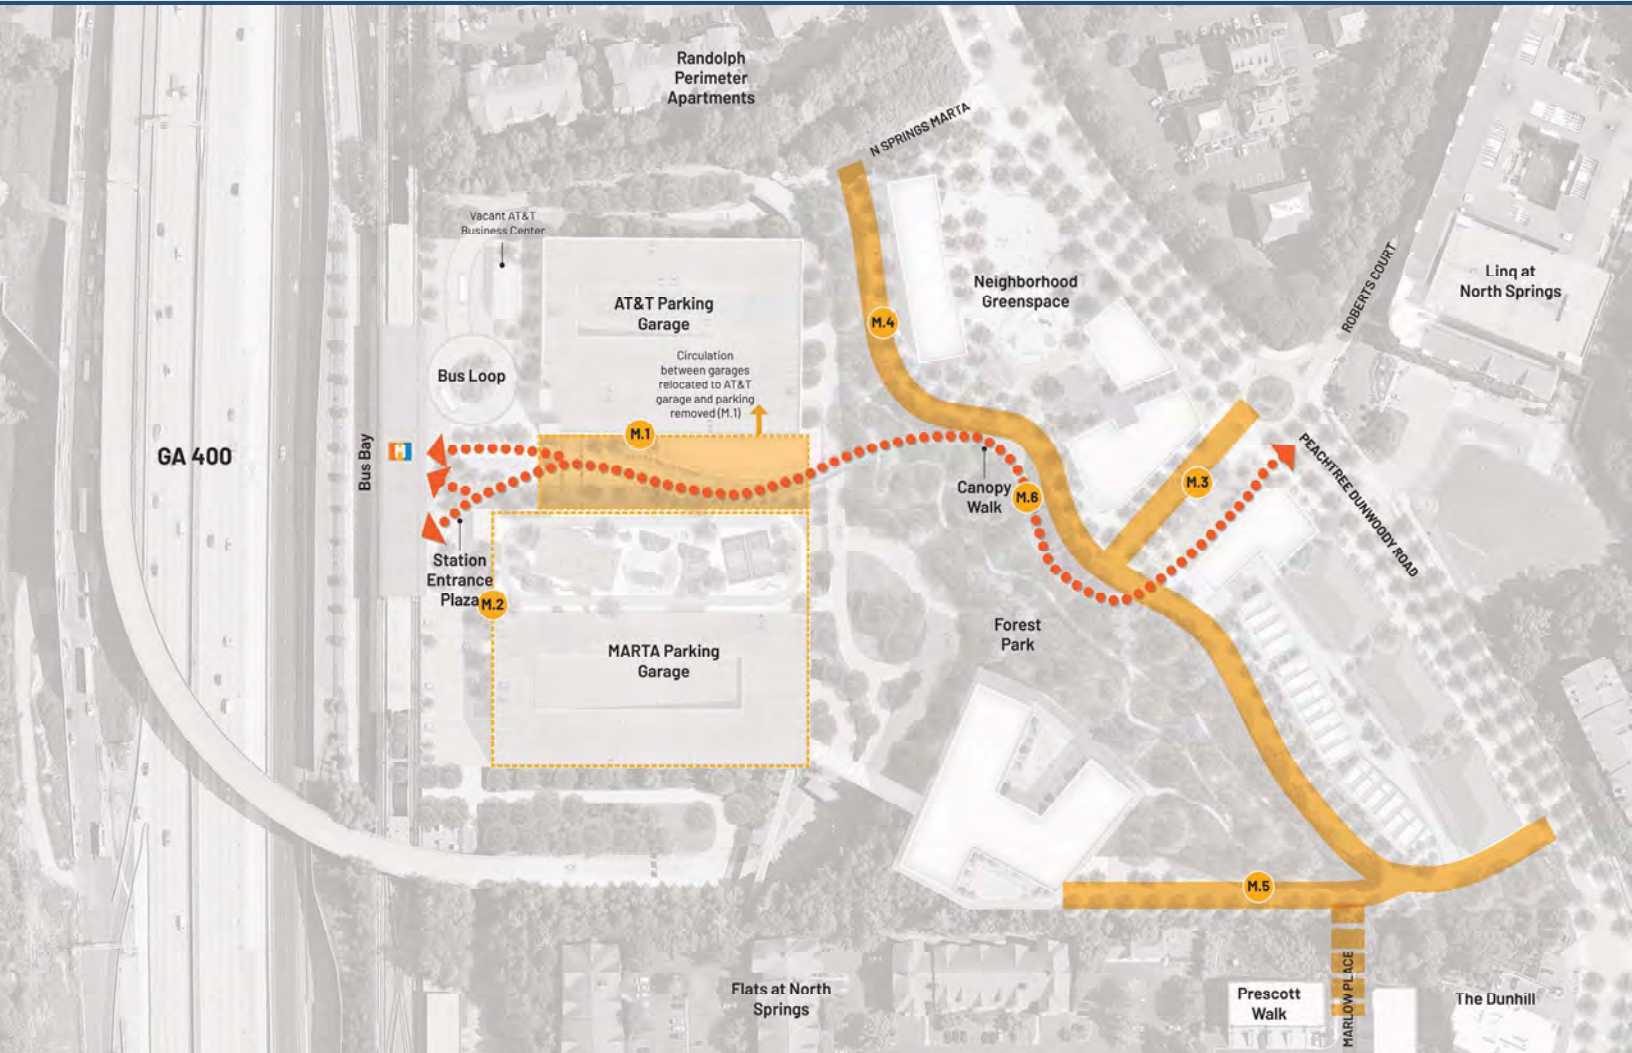 Randolph
Perimeter
Apartments
N SPRINGS MARTA
Vacant AT&T
Business Center
AT&T Parking
Garage
Neighborhood
Greenspace
ROBERTS COURT
Linq at
North Springs
M.4
Circulation
between garages
relocated to AT&T
garage and parking
removed (M.1)
Bus Loop
M.1
GA 400
Bus Bay
M
Canopy
Walk
M.6
M.3
PEACHTREE DUNWOODY ROAD
Station
Entrance
Plaza
M.2
Forest
Park
MARTA Parking
Garage
M.5
Flats at North
Springs
Prescott
Walk
MARLOW PLACE
The Dunhill